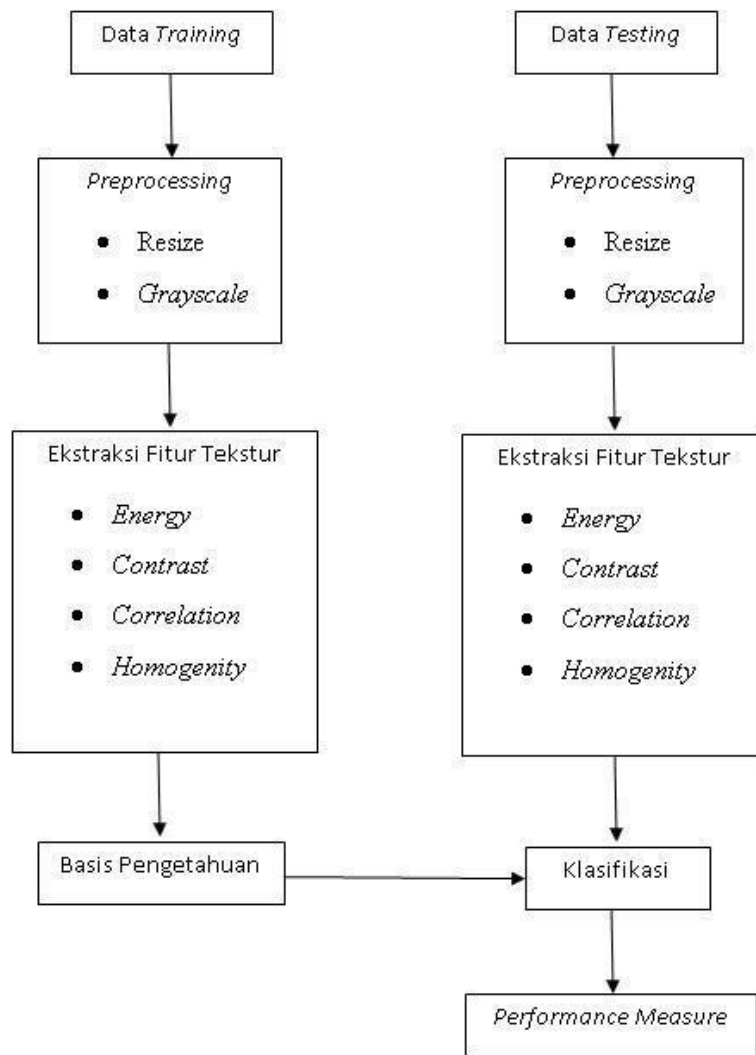 Data Training
Preprocessing
• Resize
• Grayscale
Ekstraksi Fitur Tekstur
• Energy
• Contrast
• Correlation
• Homogenity
Basis Pengetahuan
Data Testing
Preprocessing
• Resize
• Grayscale
Ekstraksi Fitur Tekstur
• Energy
• Contrast
• Correlation
• Homogenity
Klasifikasi
Performance Measure